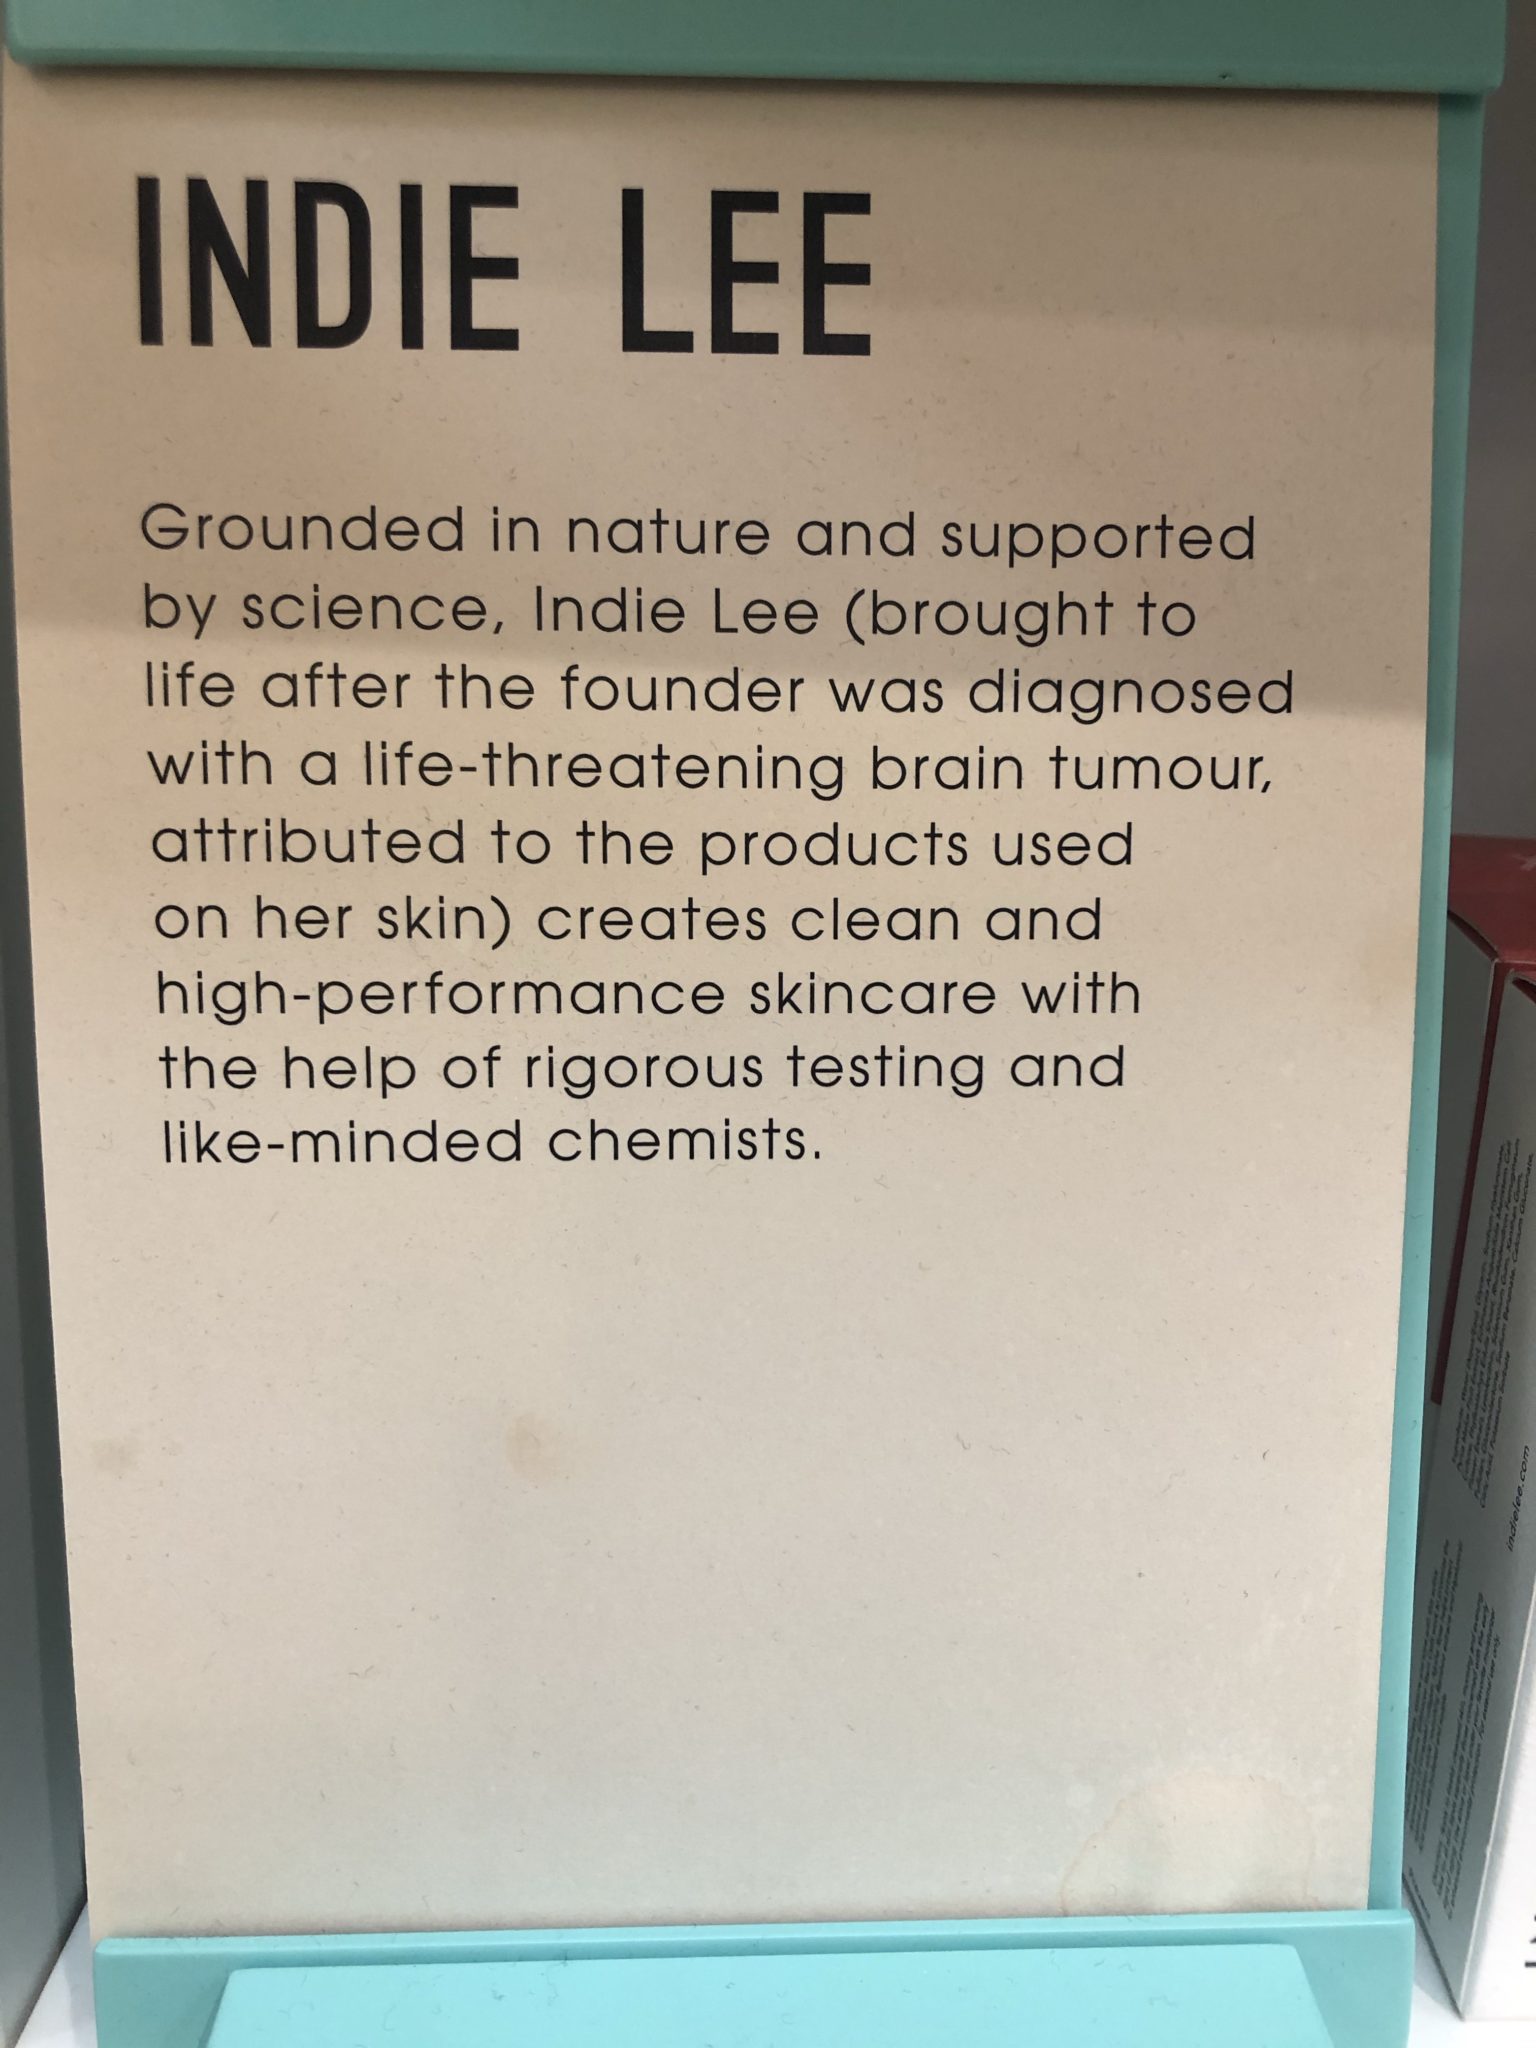 INDIE LEE
Grounded in nature and supported
by science, Indie Lee (brought to
life after the founder was diagnosed
with a life-threatening brain tumour,
attributed to the products used
on her skin) creates clean and
high-performance skincare with
the help of rigorous testing and
like-minded chemists.
indielee.com